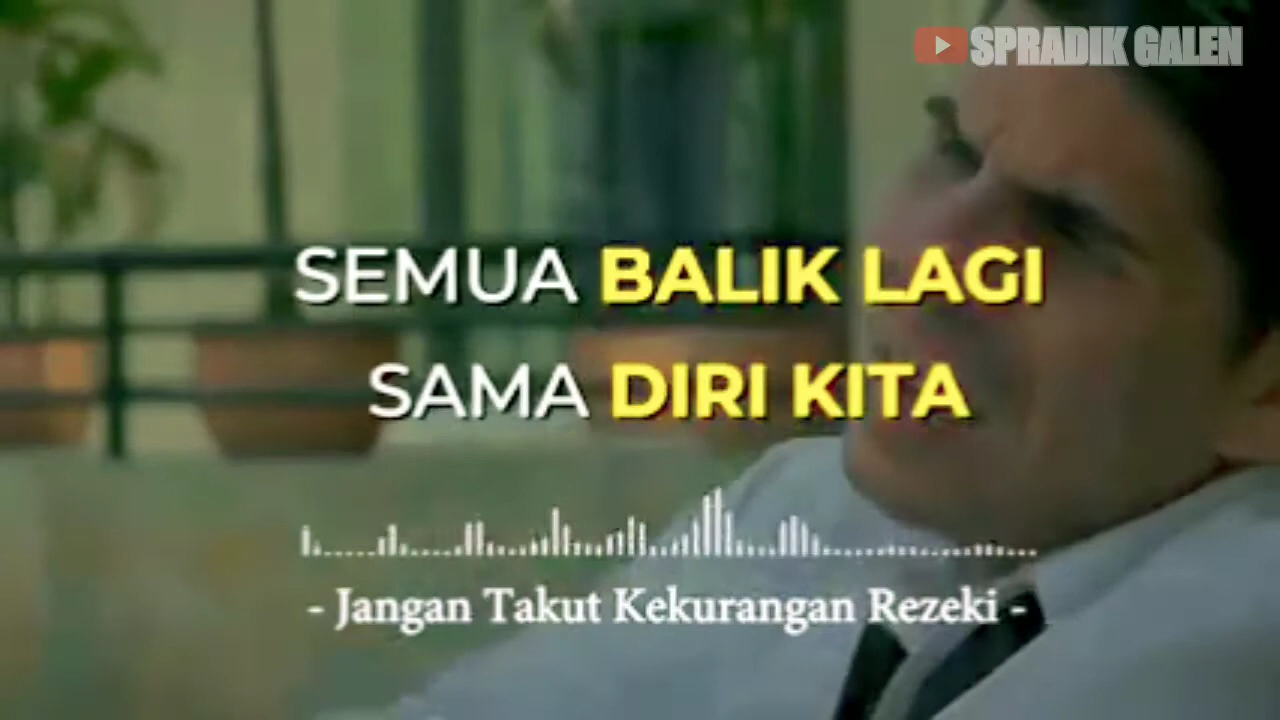 SPRADIK GALEN
SEMUA BALIK LAGI
SAMA DIRI KITA
- Jangan Takut Kekurangan Rezeki -